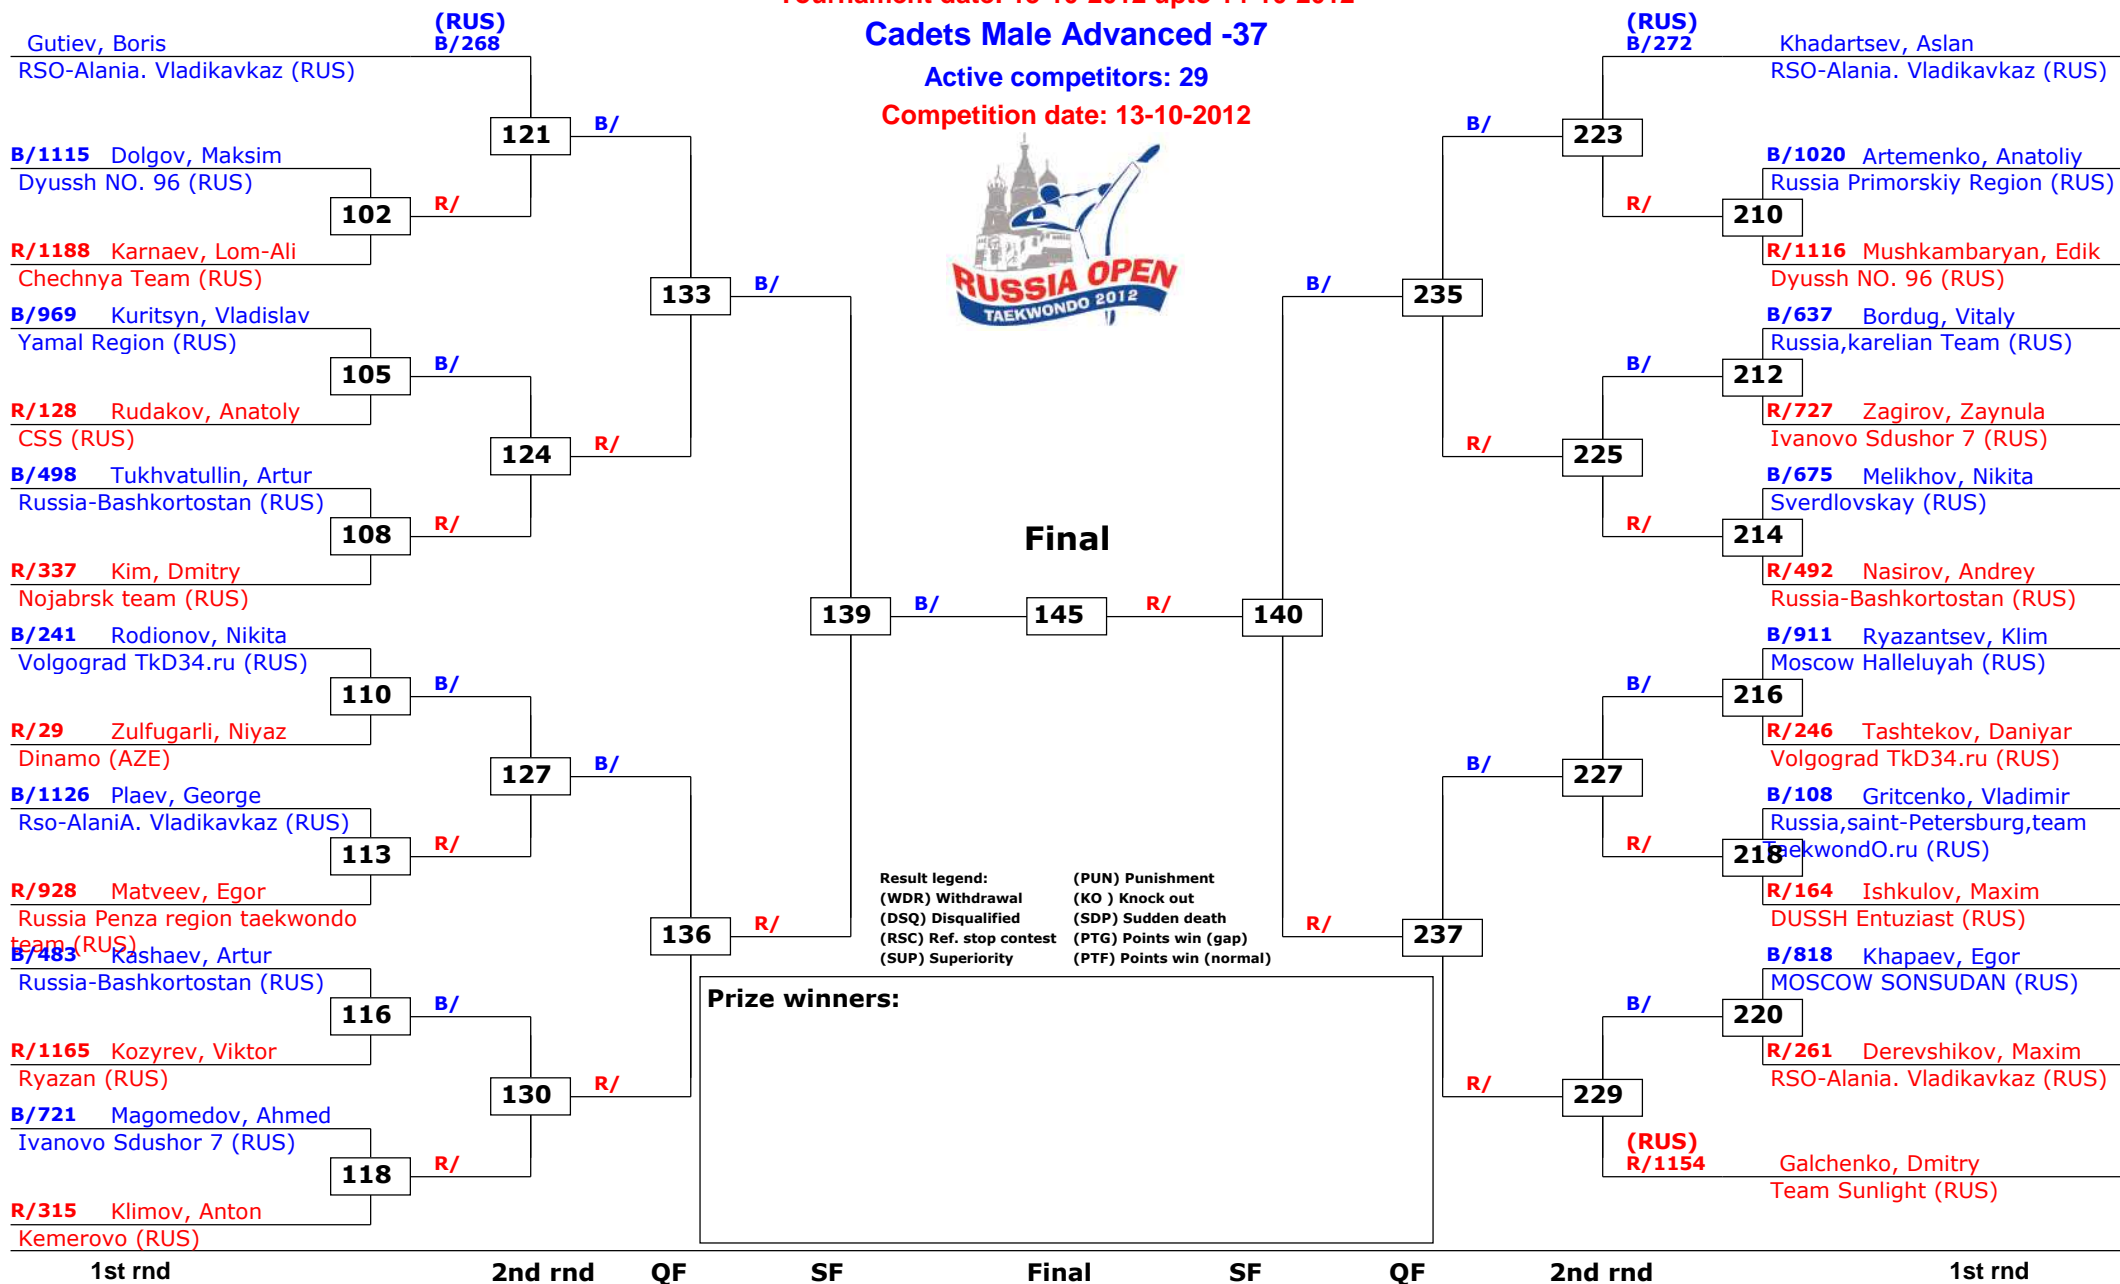 Tournament date: 13-10-2012 upto 14-10-2012
Cadets Male Advanced -37
Active competitors: 29
Competition date: 13-10-2012
RUSSIA OPEN
TAEKWONDO 2012
(RUS)
Gutiev, Boris B/268
RSO-Alania. Vladikavkaz (RUS)
121
B/
B/1115 Dolgov, Maksim
Dyussh NO. 96 (RUS)
102
R/
R/1188 Karnaev, Lom-Ali
Chechnya Team (RUS)
133
B/
B/969 Kuritsyn, Vladislav
Yamal Region (RUS)
105
B/
R/128 Rudakov, Anatoly
CSS (RUS)
124
R/
B/498 Tukhvatullin, Artur
Russia-Bashkortostan (RUS)
108
R/
R/337 Kim, Dmitry
Nojabrsk team (RUS)
139
B/
B/241 Rodionov, Nikita
Volgograd TkD34.ru (RUS)
110
B/
R/29 Zulfugarli, Niyaz
Dinamo (AZE)
127
B/
B/1126 Plaev, George
Rso-AlaniA. Vladikavkaz (RUS)
113
R/
R/928 Matveev, Egor
Russia Penza region taekwondo
team (RUS)
136
R/
B/483 Kashaev, Artur
Russia-Bashkortostan (RUS)
116
B/
R/1165 Kozyrev, Viktor
Ryazan (RUS)
130
R/
B/721 Magomedov, Ahmed
Ivanovo Sdushor 7 (RUS)
118
R/
R/315 Klimov, Anton
Kemerovo (RUS)
Final
145
R/
140
(RUS)
B/272 Khadartsev, Aslan
RSO-Alania. Vladikavkaz (RUS)
B/
223
B/1020 Artemenko, Anatoliy
Russia Primorskiy Region (RUS)
R/
210
R/1116 Mushkambaryan, Edik
Dyussh NO. 96 (RUS)
B/
235
B/637 Bordug, Vitaly
Russia,karelian Team (RUS)
B/
212
R/727 Zagirov, Zaynula
Ivanovo Sdushor 7 (RUS)
R/
225
B/675 Melikhov, Nikita
Sverdlovskay (RUS)
R/
214
R/492 Nasirov, Andrey
Russia-Bashkortostan (RUS)
B/911 Ryazantsev, Klim
Moscow Halleluyah (RUS)
B/
216
R/246 Tashtekov, Daniyar
Volgograd TkD34.ru (RUS)
B/
227
B/108 Gritcenko, Vladimir
Russia,saint-Petersburg,team
TaekwondO.ru (RUS)
R/
218
R/164 Ishkulov, Maxim
DUSSH Entuziast (RUS)
R/
237
B/818 Khapaev, Egor
MOSCOW SONSUDAN (RUS)
B/
220
R/261 Derevshikov, Maxim
RSO-Alania. Vladikavkaz (RUS)
R/
229
(RUS)
R/1154 Galchenko, Dmitry
Team Sunlight (RUS)
Result legend: (PUN) Punishment
(WDR) Withdrawal (KO ) Knock out
(DSQ) Disqualified (SDP) Sudden death
(RSC) Ref. stop contest (PTG) Points win (gap)
(SUP) Superiority (PTF) Points win (normal)
Prize winners:
1st rnd 2nd rnd QF SF Final SF QF 2nd rnd 1st rnd